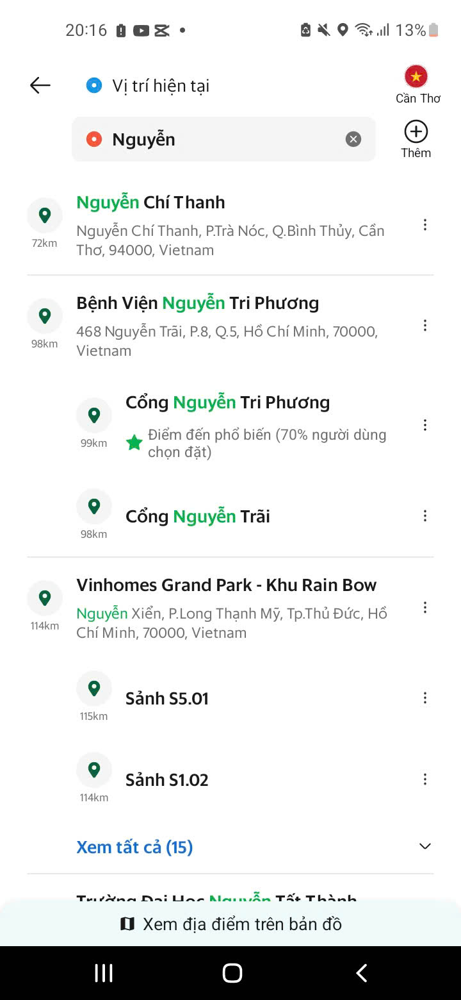 20:16
13%
Vị trí hiện tại
Cần Thơ
Nguyễn
Thêm
Nguyễn Chí Thanh
Nguyễn Chí Thanh, P.Trà Nóc, Q.Bình Thủy, Cần
Thơ, 94000, Vietnam
72km
Bệnh Viện Nguyễn Tri Phương
468 Nguyễn Trãi, P.8, Q.5, Hồ Chí Minh, 70000,
Vietnam
98km
Cổng Nguyễn Tri Phương
Điểm đến phổ biến (70% người dùng
chọn đặt)
99km
Cổng Nguyễn Trãi
98km
Vinhomes Grand Park - Khu Rain Bow
Nguyễn Xiển, P.Long Thạnh Mỹ, Tp.Thủ Đức, Hồ
Chí Minh, 70000, Vietnam
114km
Sảnh S5.01
115km
Sảnh S1.02
114km
Xem tất cả (15)
Trường Đại Học Nguyễn Tất Thành
Xem địa điểm trên bản đồ